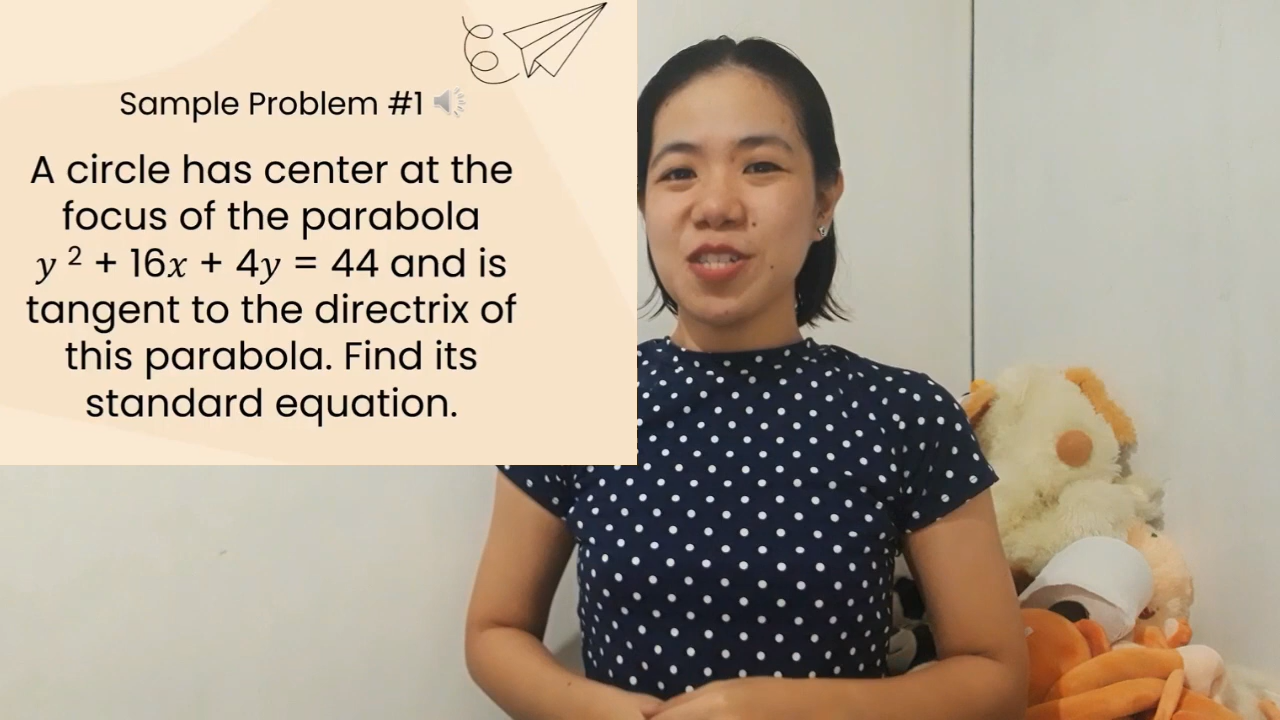 Sample Problem #1
A circle has center at the
focus of the parabola
y ² + 16x + 4y = 44 and is
tangent to the directrix of
this parabola. Find its
standard equation.